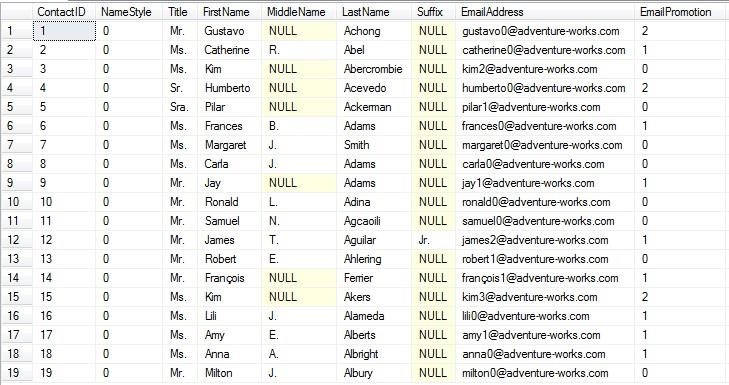 ContactID NameStyle Title FirstName MiddleName LastName Suffix EmailAddress EmailPromotion
1 1 0 Mr. Gustavo NULL Achong NULL gustavo0@adventure-works.com 2
2 2 0 Ms. Catherine R. Abel NULL catherine0@adventure-works.com 1
3 3 0 Ms. Kim NULL Abercrombie NULL kim2@adventure-works.com 0
4 4 0 Sr. Humberto NULL Acevedo NULL humberto0@adventure-works.com 2
5 5 0 Sra. Pilar NULL Ackerman NULL pilar1@adventure-works.com 0
6 6 0 Ms. Frances B. Adams NULL frances0@adventure-works.com 1
7 7 0 Ms. Margaret J. Smith NULL margaret0@adventure-works.com 0
8 8 0 Ms. Carla J. Adams NULL carla0@adventure-works.com 0
9 9 0 Mr. Jay NULL Adams NULL jay1@adventure-works.com 1
10 10 0 Mr. Ronald L. Adina NULL ronald0@adventure-works.com 0
11 11 0 Mr. Samuel N. Agcaoili NULL samuel0@adventure-works.com 0
12 12 0 Mr. James T. Aguilar Jr. james2@adventure-works.com 1
13 13 0 Mr. Robert E. Ahlering NULL robert1@adventure-works.com 0
14 14 0 Mr. François NULL Ferrier NULL françois1@adventure-works.com 1
15 15 0 Ms. Kim NULL Akers NULL kim3@adventure-works.com 2
16 16 0 Ms. Lili J. Alameda NULL lili0@adventure-works.com 1
17 17 0 Ms. Amy E. Alberts NULL amy1@adventure-works.com 1
18 18 0 Ms. Anna A. Albright NULL anna0@adventure-works.com 1
19 19 0 Mr. Milton J. Albury NULL milton0@adventure-works.com 0